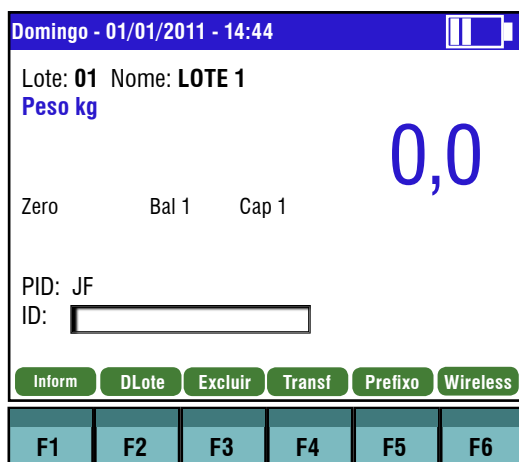 Domingo - 01/01/2011 - 14:44
Lote: 01 Nome: LOTE 1
Peso kg
0,0
Zero Bal 1 Cap 1
PID: JF
ID:
Inform DLote Excluir Transf Prefixo Wireless
F1 F2 F3 F4 F5 F6